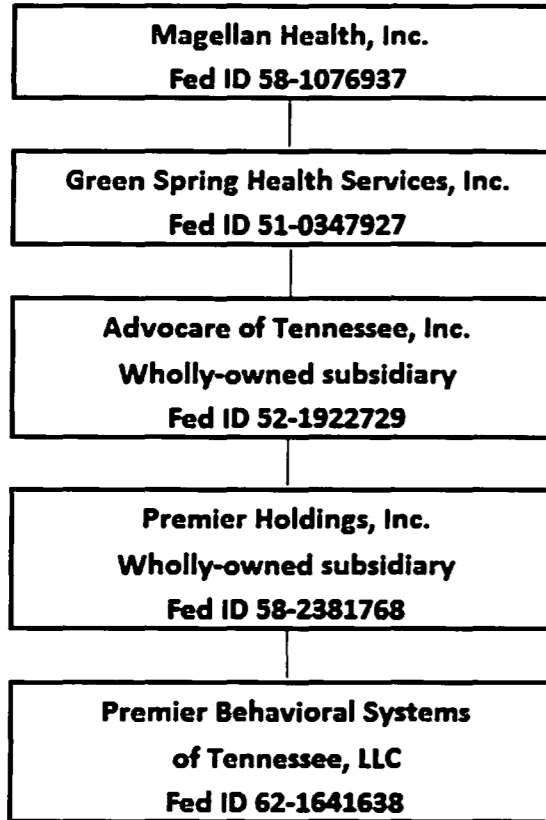 Magellan Health, Inc.
Fed ID 58-1076937
Green Spring Health Services, Inc.
Fed ID 51-0347927
Advocare of Tennessee, Inc.
Wholly-owned subsidiary
Fed ID 52-1922729
Premier Holdings, Inc.
Wholly-owned subsidiary
Fed ID 58-2381768
Premier Behavioral Systems
of Tennessee, LLC
Fed ID 62-1641638